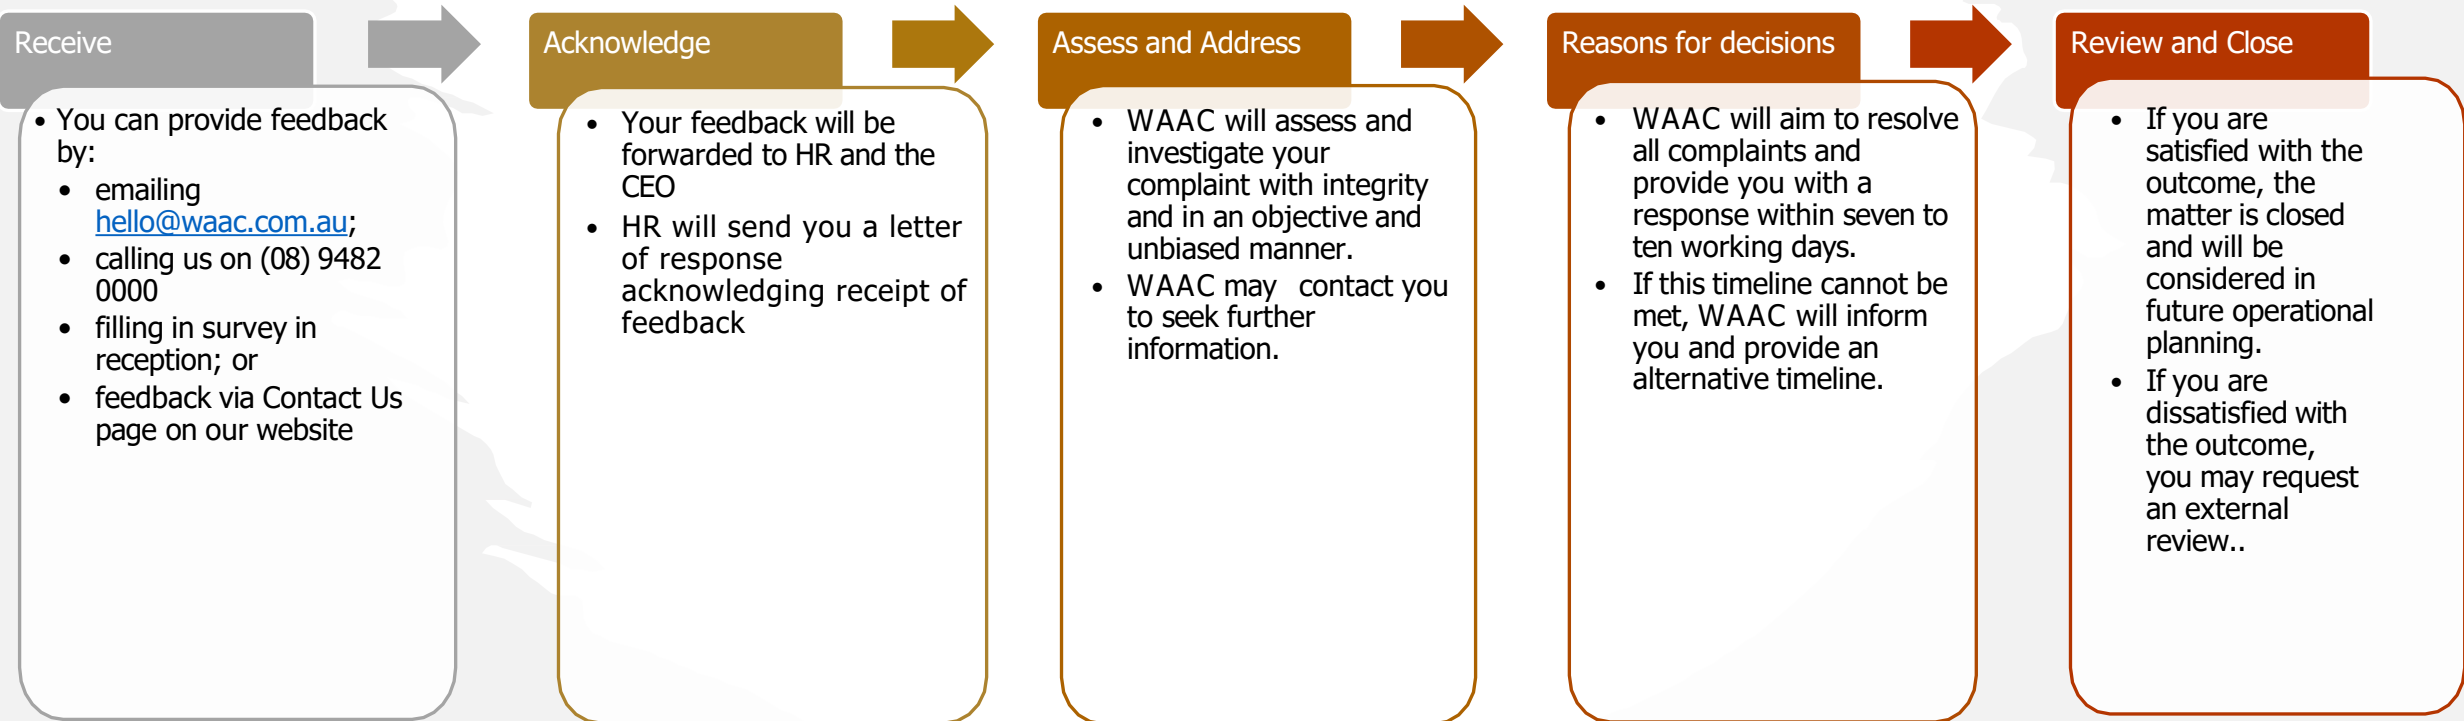 Receive
• You can provide feedback
by:
• emailing
hello@waac.com.au;
• calling us on (08) 9482
0000
• filling in survey in
reception; or
• feedback via Contact Us
page on our website
Acknowledge
• Your feedback will be
forwarded to HR and the
CEO
• HR will send you a letter
of response
acknowledging receipt of
feedback
Assess and Address
• WAAC will assess and
investigate your
complaint with integrity
and in an objective and
unbiased manner.
• WAAC may contact you
to seek further
information.
Reasons for decisions
• WAAC will aim to resolve
all complaints and
provide you with a
response within seven to
ten working days.
• If this timeline cannot be
met, WAAC will inform
you and provide an
alternative timeline.
Review and Close
• If you are
satisfied with the
outcome, the
matter is closed
and will be
considered in
future operational
planning.
• If you are
dissatisfied with
the outcome,
you may request
an external
review..